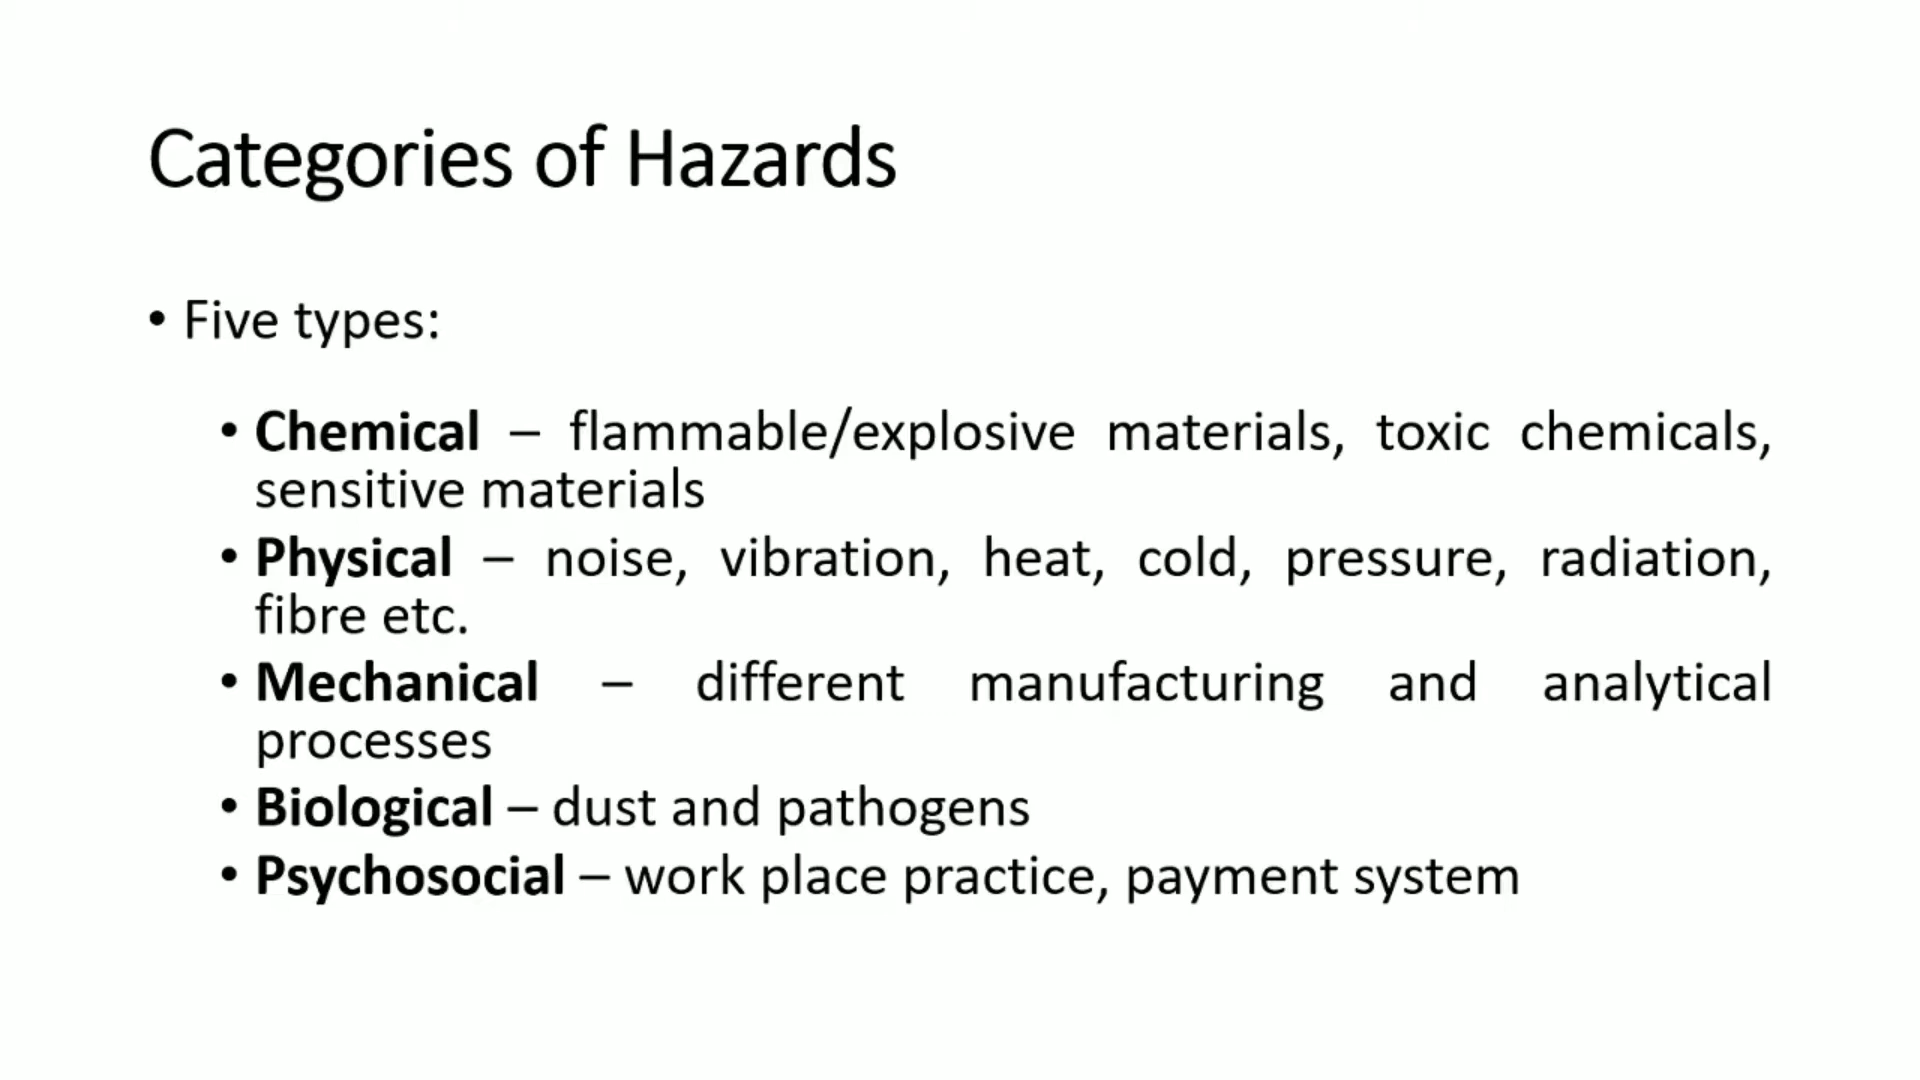 Categories of Hazards
• Five types:
• Chemical – flammable/explosive materials, toxic chemicals,
sensitive materials
• Physical – noise, vibration, heat, cold, pressure, radiation,
fibre etc.
• Mechanical – different manufacturing and analytical
processes
• Biological – dust and pathogens
• Psychosocial – work place practice, payment system